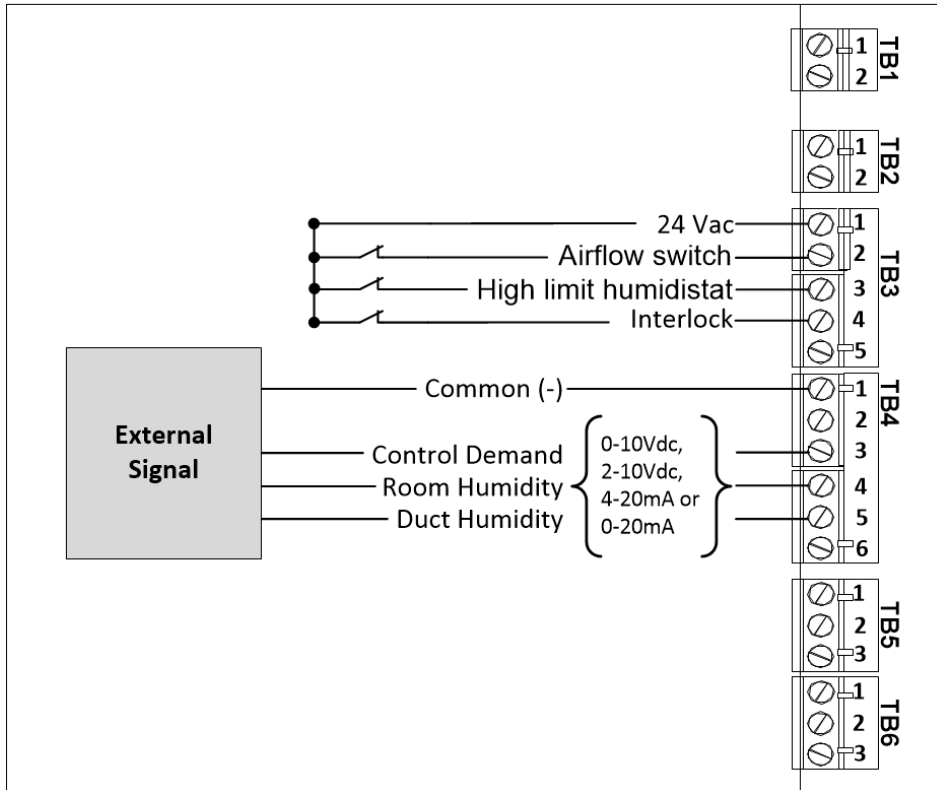 1
2
TB1
1
2
TB2
24 Vac
1
Airflow switch
2
High limit humidistat
3
Interlock
4
5
TB3
Common (-)
1
2
3
4
5
6
TB4
External
Signal
Control Demand
Room Humidity
Duct Humidity
0-10Vdc,
2-10Vdc,
4-20mA or
0-20mA
1
2
3
TB5
1
2
3
TB6